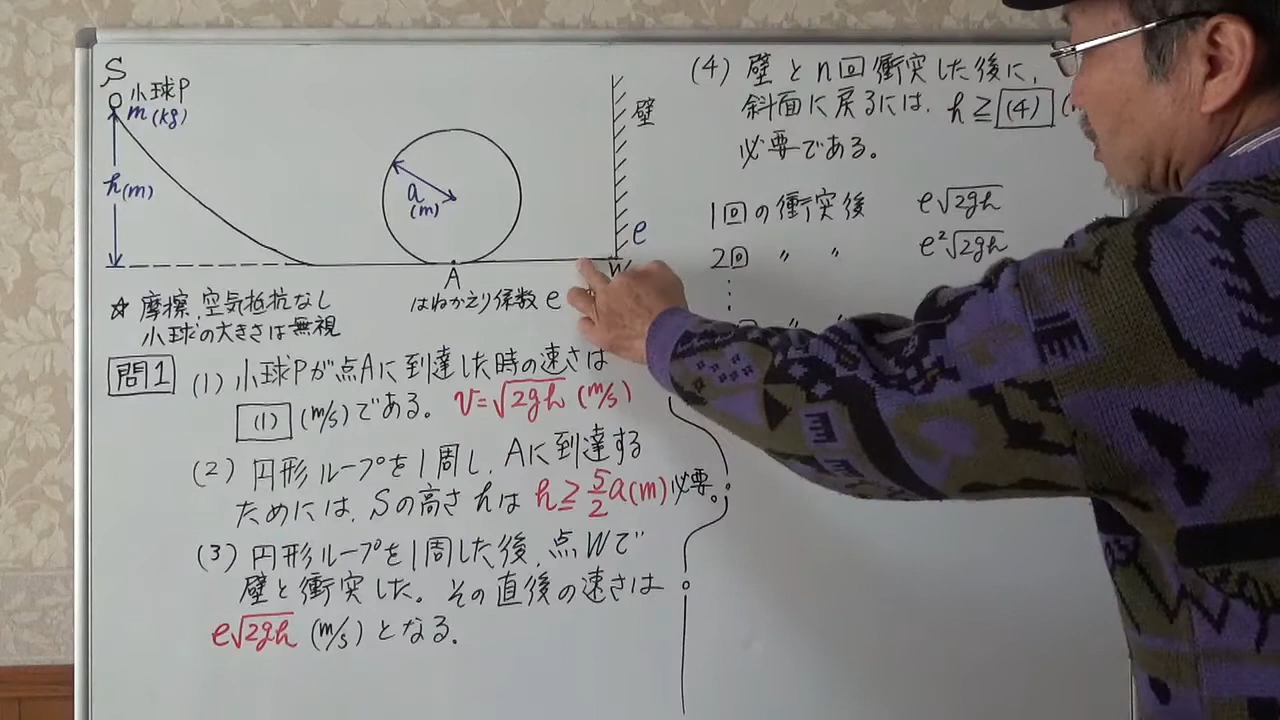 S
小球P
m(kg)
h(m)
a
(m)
壁
e
A
W
☆ 摩擦、空気抵抗なし
小球の大きさは無視
はねかえり係数 e
問1
(1) 小球Pが点Aに到達した時の速さは
(1) (m/s)である。 v=√2gh (m/s)
(2) 円形ループを1周し、Aに到達する
ためには、Sの高さhは h≧5/2a(m)必要。
(3) 円形ループを1周した後、点Wで
壁と衝突した。その直後の速さは
e√2gh (m/s)となる。
(4) 壁とn回衝突した後に、
斜面に戻るには、h≧(4)
必要である。
1回の衝突後 e√2gh
2回 〃 〃 e²√2gh